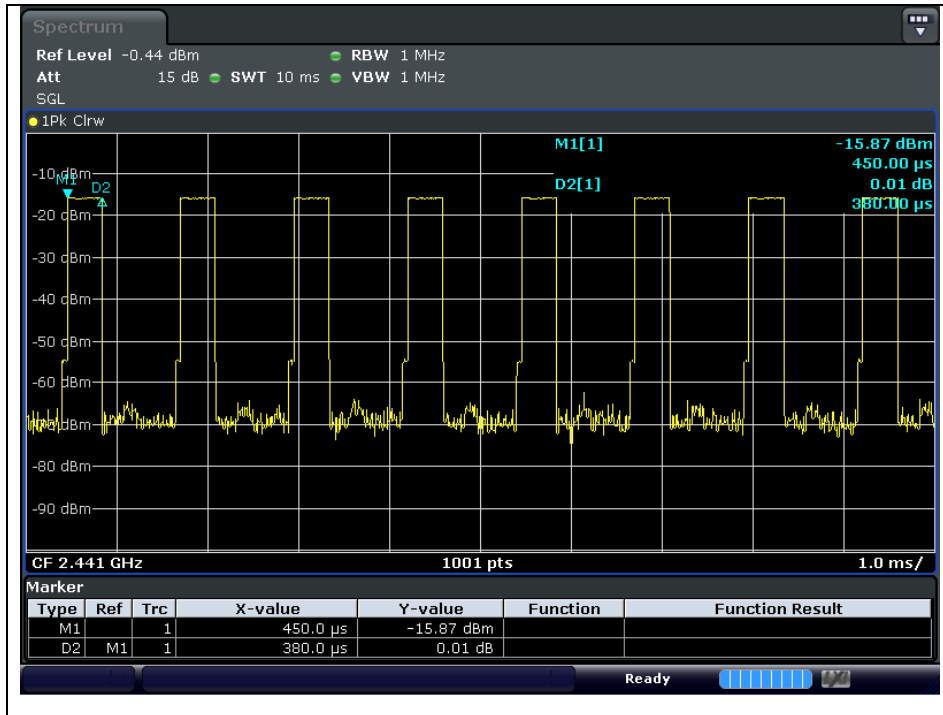 Spectrum
Ref Level -0.44 dBm RBW 1 MHz
Att 15 dB SWT 10 ms VBW 1 MHz
SGL
1Pk Clrw
M1[1] -15.87 dBm
450.00 µs
D2[1] 0.01 dB
380.00 µs
M1 D2
-10 dBm
-20 dBm
-30 dBm
-40 dBm
-50 dBm
-60 dBm
-70 dBm
-80 dBm
-90 dBm
CF 2.441 GHz 1001 pts 1.0 ms/
Marker
Type Ref Trc X-value Y-value Function Function Result
M1 1 450.0 µs -15.87 dBm
D2 M1 1 380.0 µs 0.01 dB
Ready